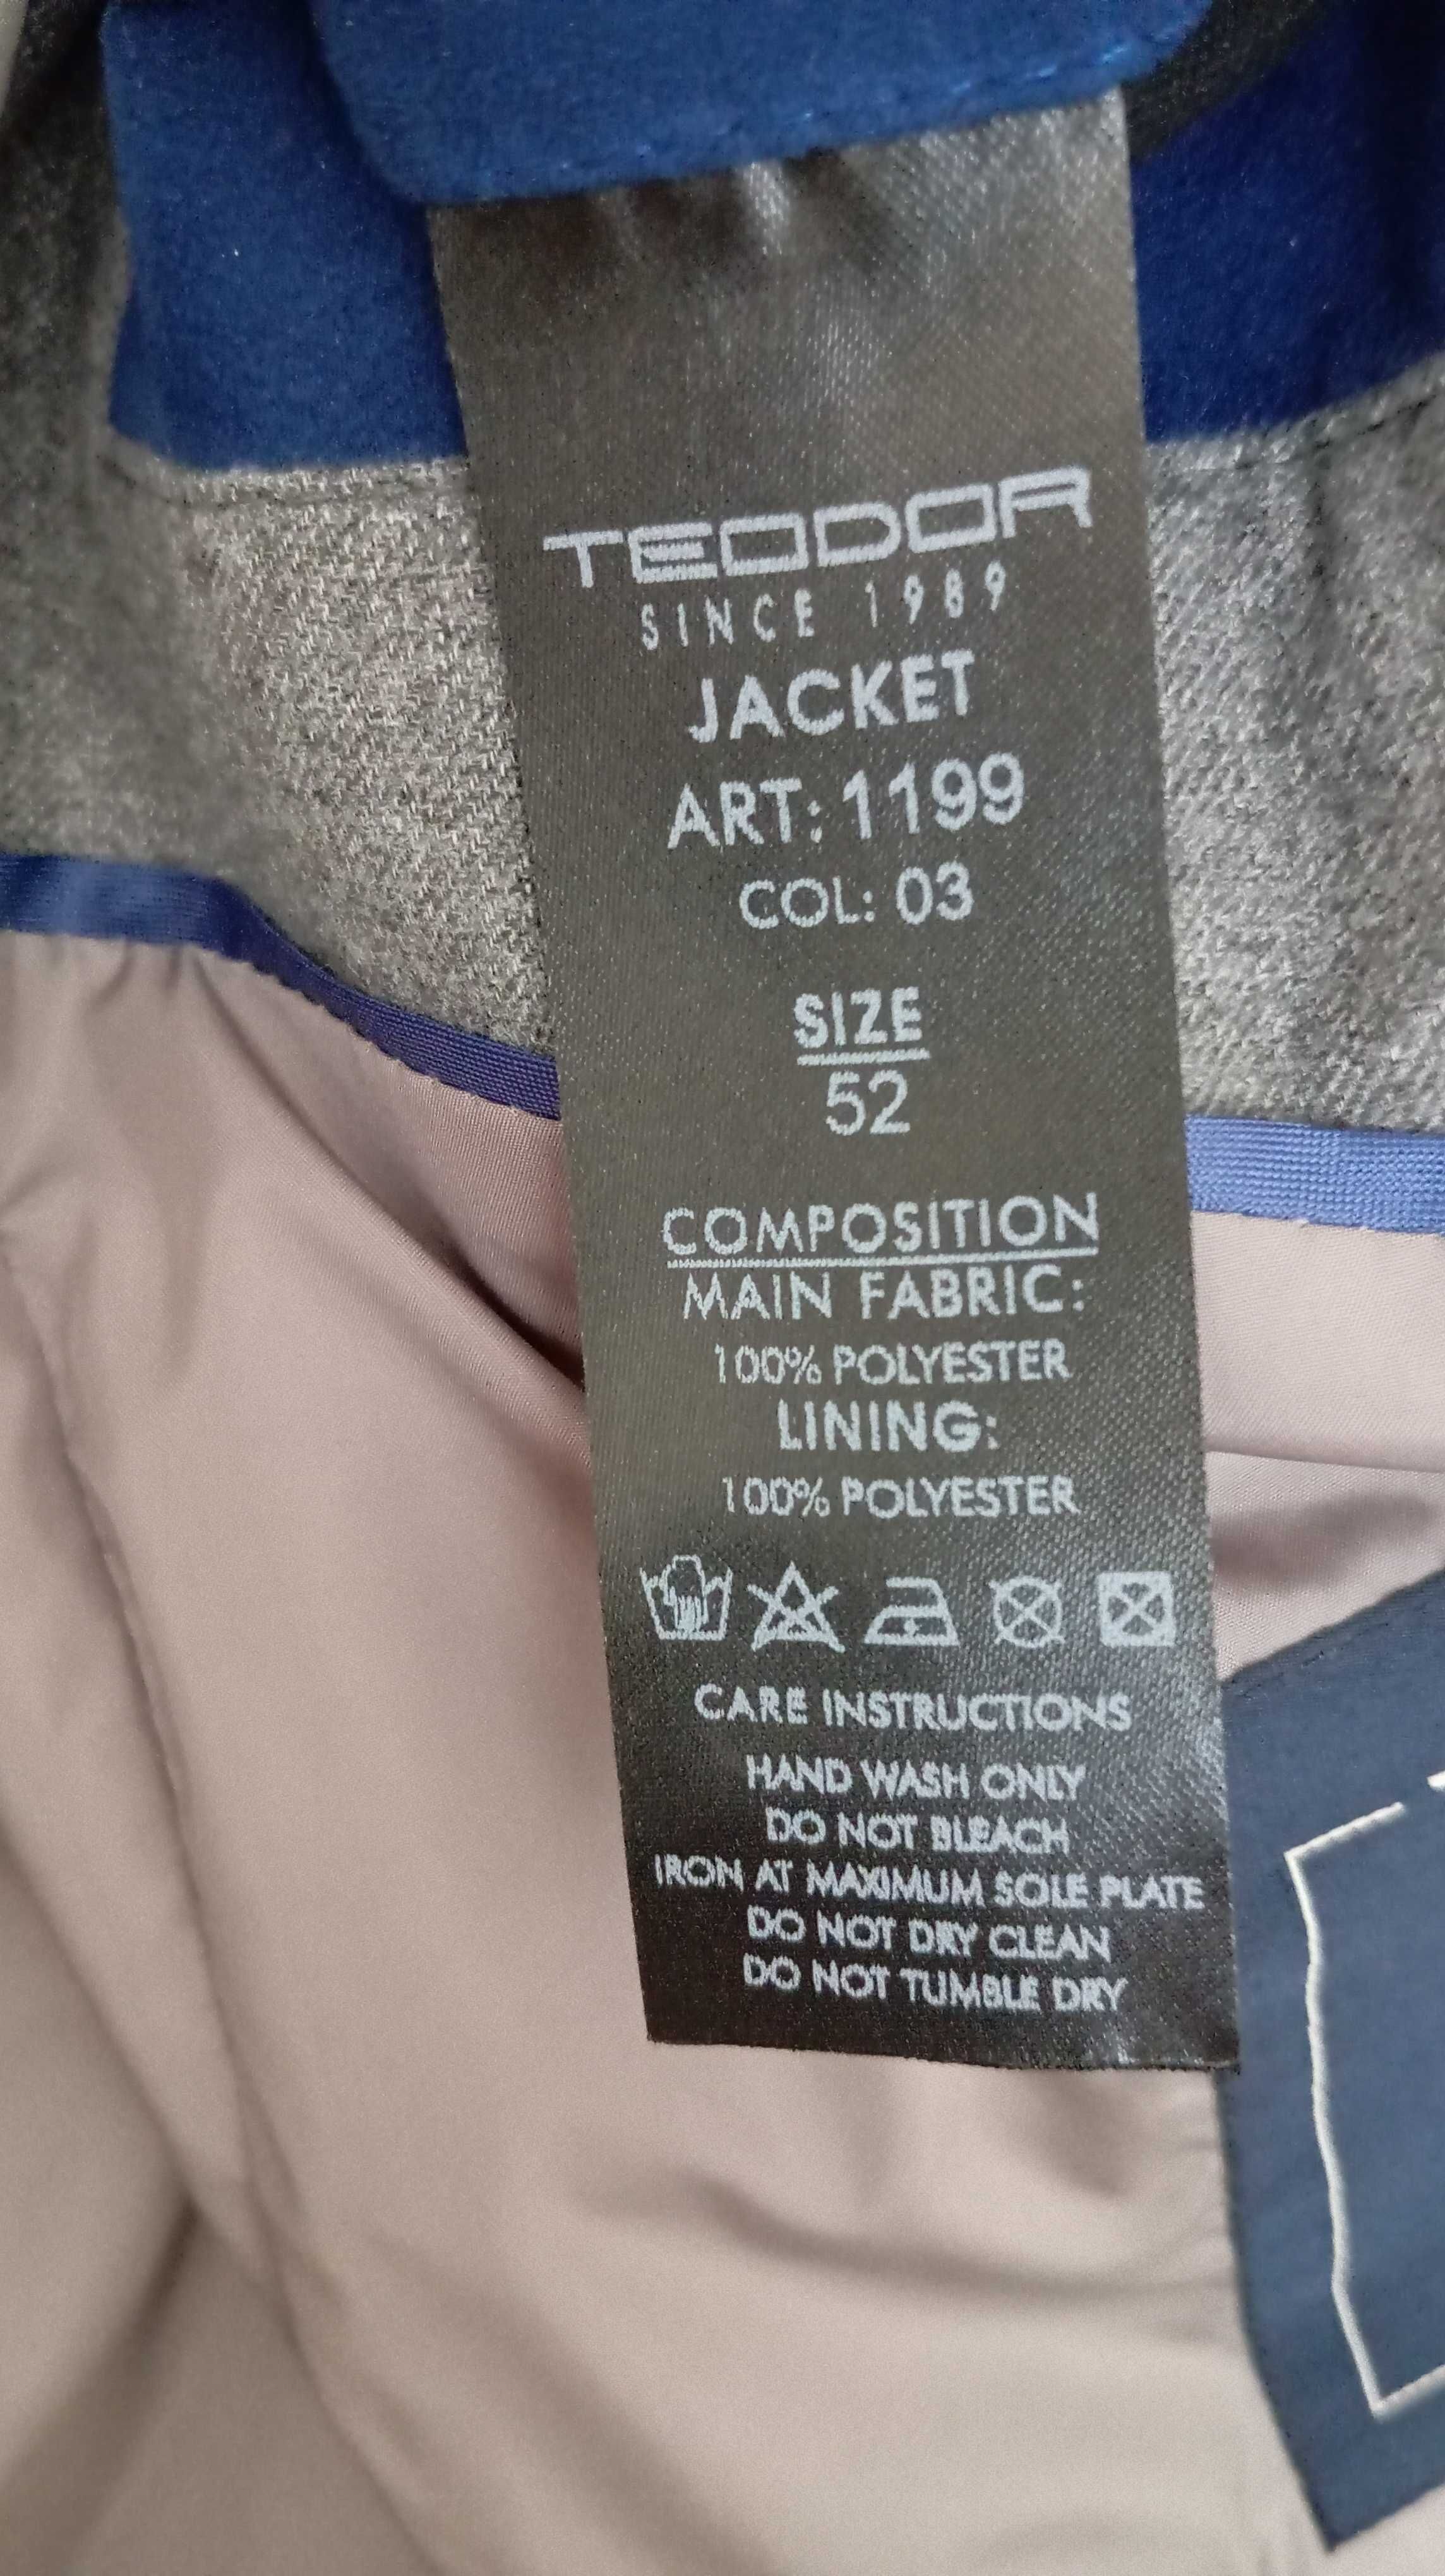 TEODOR
SINCE 1989
JACKET
ART: 1199
COL: 03
SIZE
52
COMPOSITION
MAIN FABRIC:
100% POLYESTER
LINING:
100% POLYESTER
CARE INSTRUCTIONS
HAND WASH ONLY
DO NOT BLEACH
IRON AT MAXIMUM SOLE PLATE
DO NOT DRY CLEAN
DO NOT TUMBLE DRY